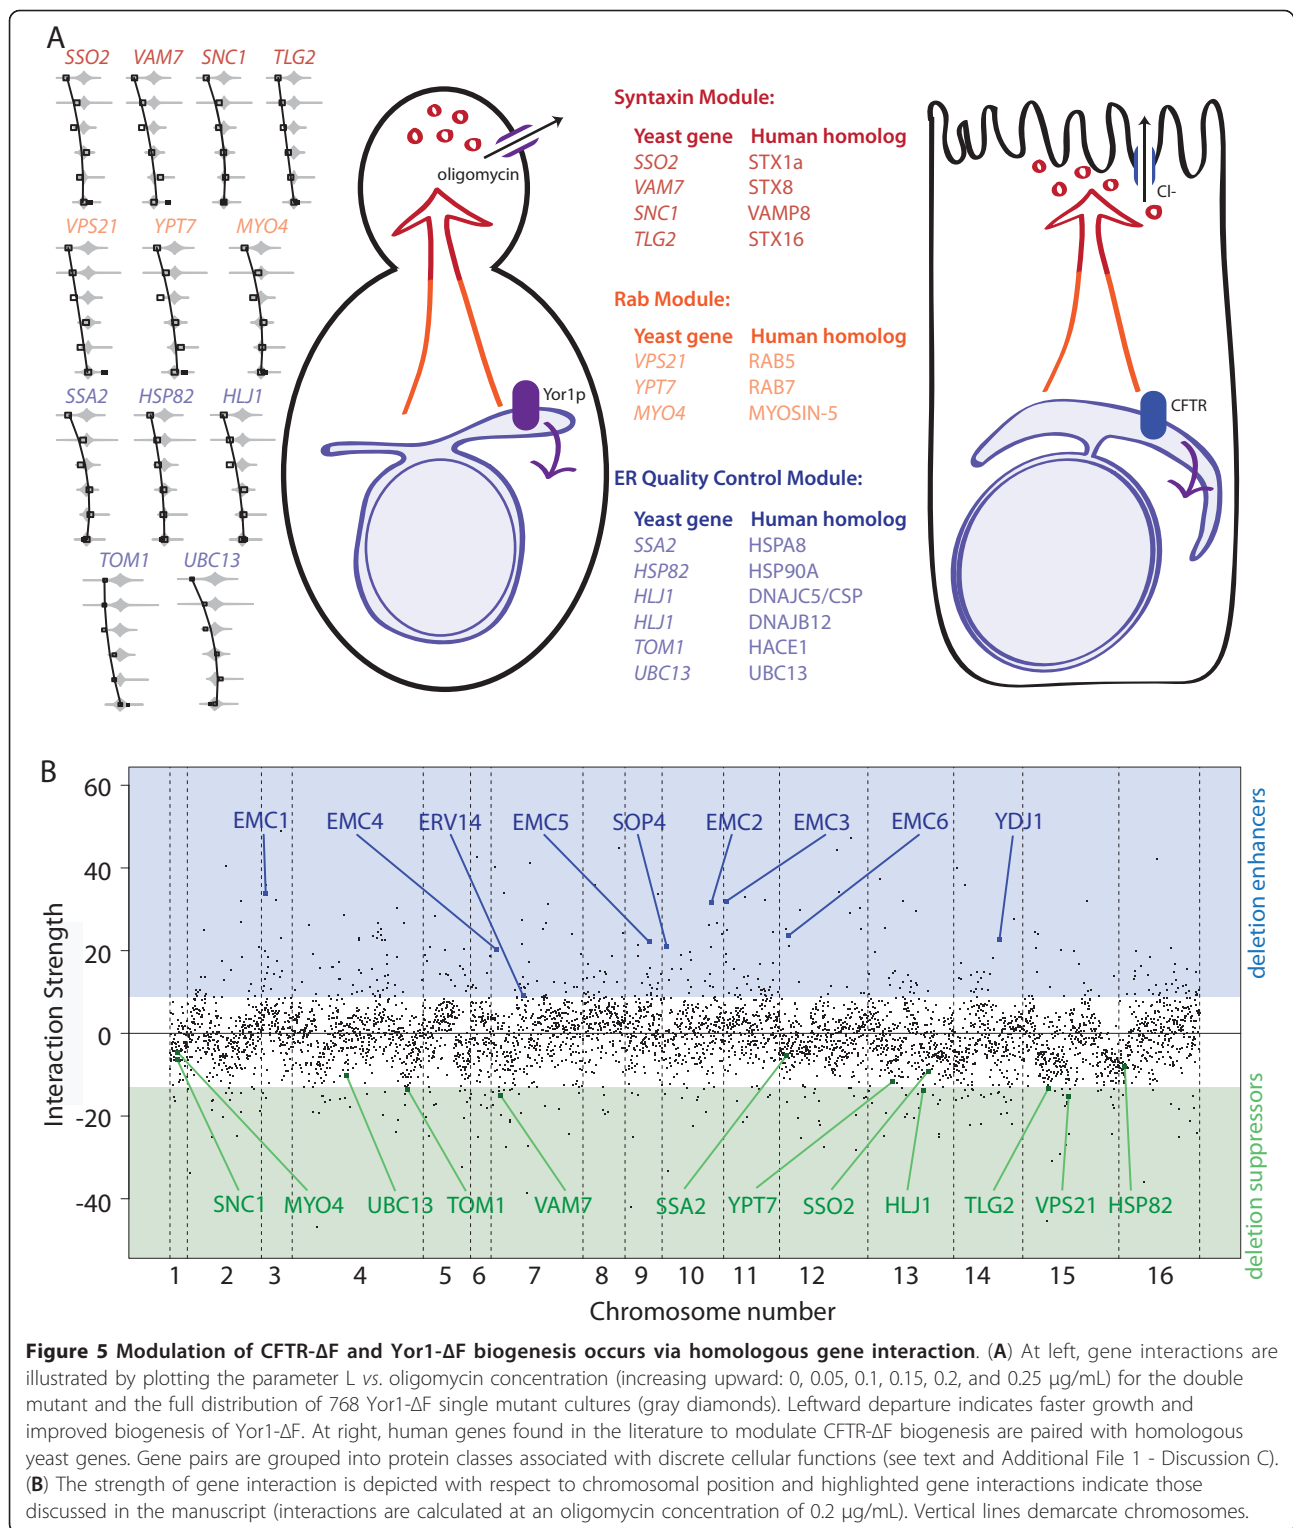 A
SSO2 VAM7 SNC1 TLG2
VPS21 YPT7 MYO4
SSA2 HSP82 HLJ1
TOM1 UBC13
oligomycin
Yor1p
Syntaxin Module:
Yeast gene Human homolog
SSO2 STX1a
VAM7 STX8
SNC1 VAMP8
TLG2 STX16
Rab Module:
Yeast gene Human homolog
VPS21 RAB5
YPT7 RAB7
MYO4 MYOSIN-5
ER Quality Control Module:
Yeast gene Human homolog
SSA2 HSPA8
HSP82 HSP90A
HLJ1 DNAJC5/CSP
HLJ1 DNAJB12
TOM1 HACE1
UBC13 UBC13
Cl-
CFTR
B
60
40
20
0
-20
-40
Interaction Strength
EMC1 EMC4 ERV14 EMC5 SOP4 EMC2 EMC3 EMC6 YDJ1
SNC1 MYO4 UBC13 TOM1 VAM7 SSA2 YPT7 SSO2 HLJ1 TLG2 VPS21 HSP82
deletion enhancers
deletion suppressors
1 2 3 4 5 6 7 8 9 10 11 12 13 14 15 16
Chromosome number
Figure 5 Modulation of CFTR-ΔF and Yor1-ΔF biogenesis occurs via homologous gene interaction. (A) At left, gene interactions are
illustrated by plotting the parameter L vs. oligomycin concentration (increasing upward: 0, 0.05, 0.1, 0.15, 0.2, and 0.25 μg/mL) for the double
mutant and the full distribution of 768 Yor1-ΔF single mutant cultures (gray diamonds). Leftward departure indicates faster growth and
improved biogenesis of Yor1-ΔF. At right, human genes found in the literature to modulate CFTR-ΔF biogenesis are paired with homologous
yeast genes. Gene pairs are grouped into protein classes associated with discrete cellular functions (see text and Additional File 1 - Discussion C).
(B) The strength of gene interaction is depicted with respect to chromosomal position and highlighted gene interactions indicate those
discussed in the manuscript (interactions are calculated at an oligomycin concentration of 0.2 μg/mL). Vertical lines demarcate chromosomes.